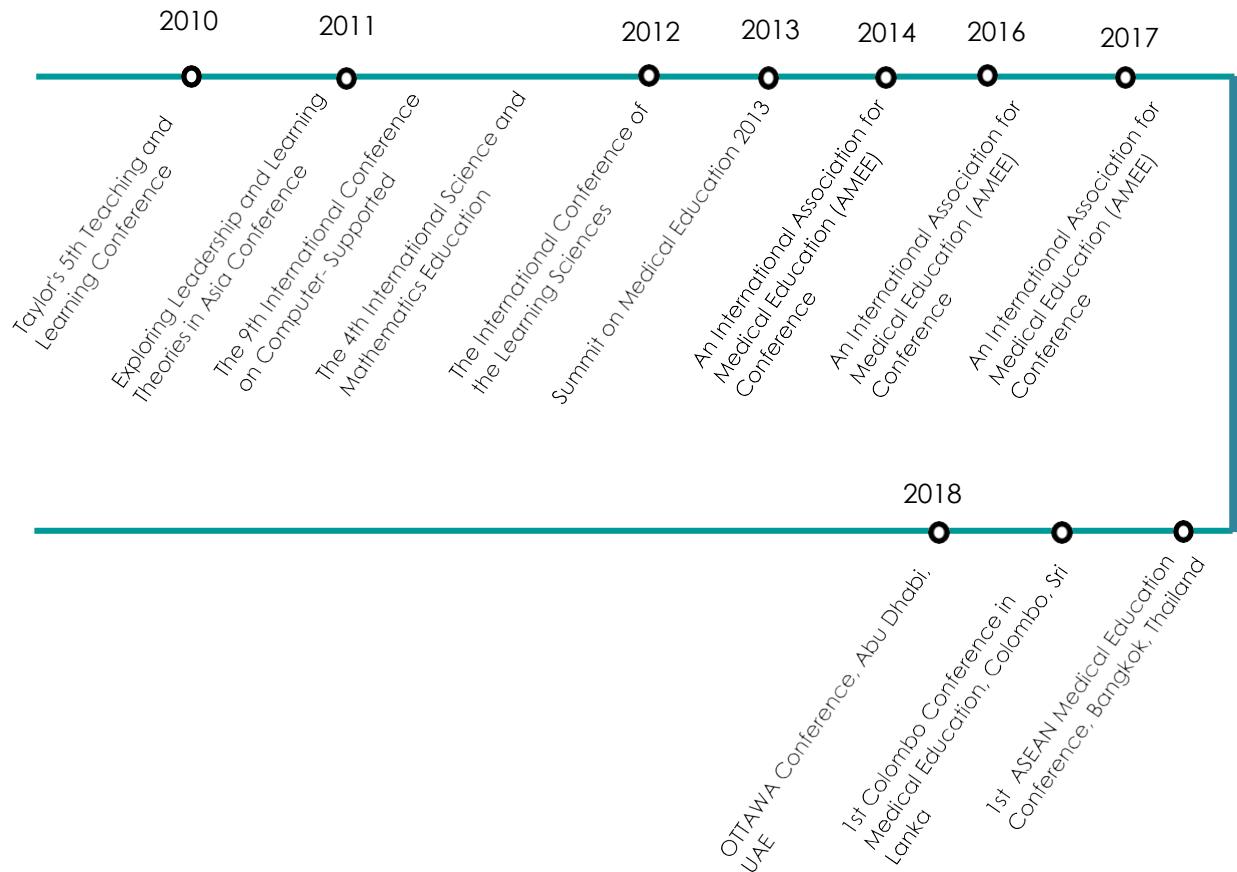 2010
2011
2012
2013
2014
2016
2017
Taylor's 5th Teaching and
Learning Conference
Exploring Leadership and Learning
Theories in Asia Conference
The 9th International Conference
on Computer- Supported
The 4th International Science and
Mathematics Education
The International Conference of
the Learning Sciences
Summit on Medical Education 2013
An International Association for
Medical Education (AMEE)
Conference
An International Association for
Medical Education (AMEE)
Conference
An International Association for
Medical Education (AMEE)
Conference
2018
OTTAWA Conference, Abu Dhabi,
UAE
1st Colombo Conference in
Medical Education, Colombo, Sri
Lanka
1st ASEAN Medical Education
Conference, Bangkok, Thailand